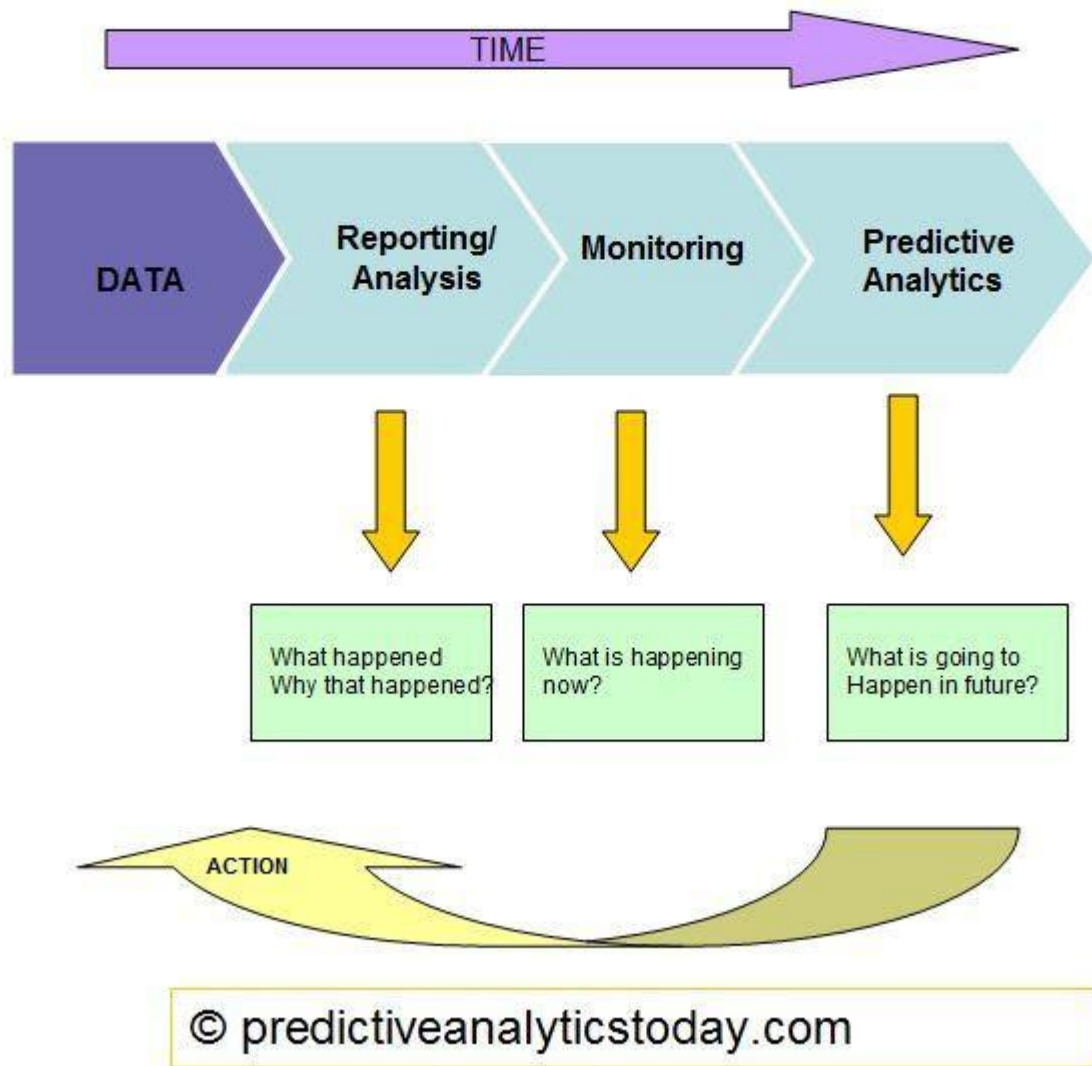 TIME
DATA
Reporting/
Analysis
Monitoring
Predictive
Analytics
What happened
Why that happened?
What is happening
now?
What is going to
Happen in future?
ACTION
© predictiveanalyticstoday.com